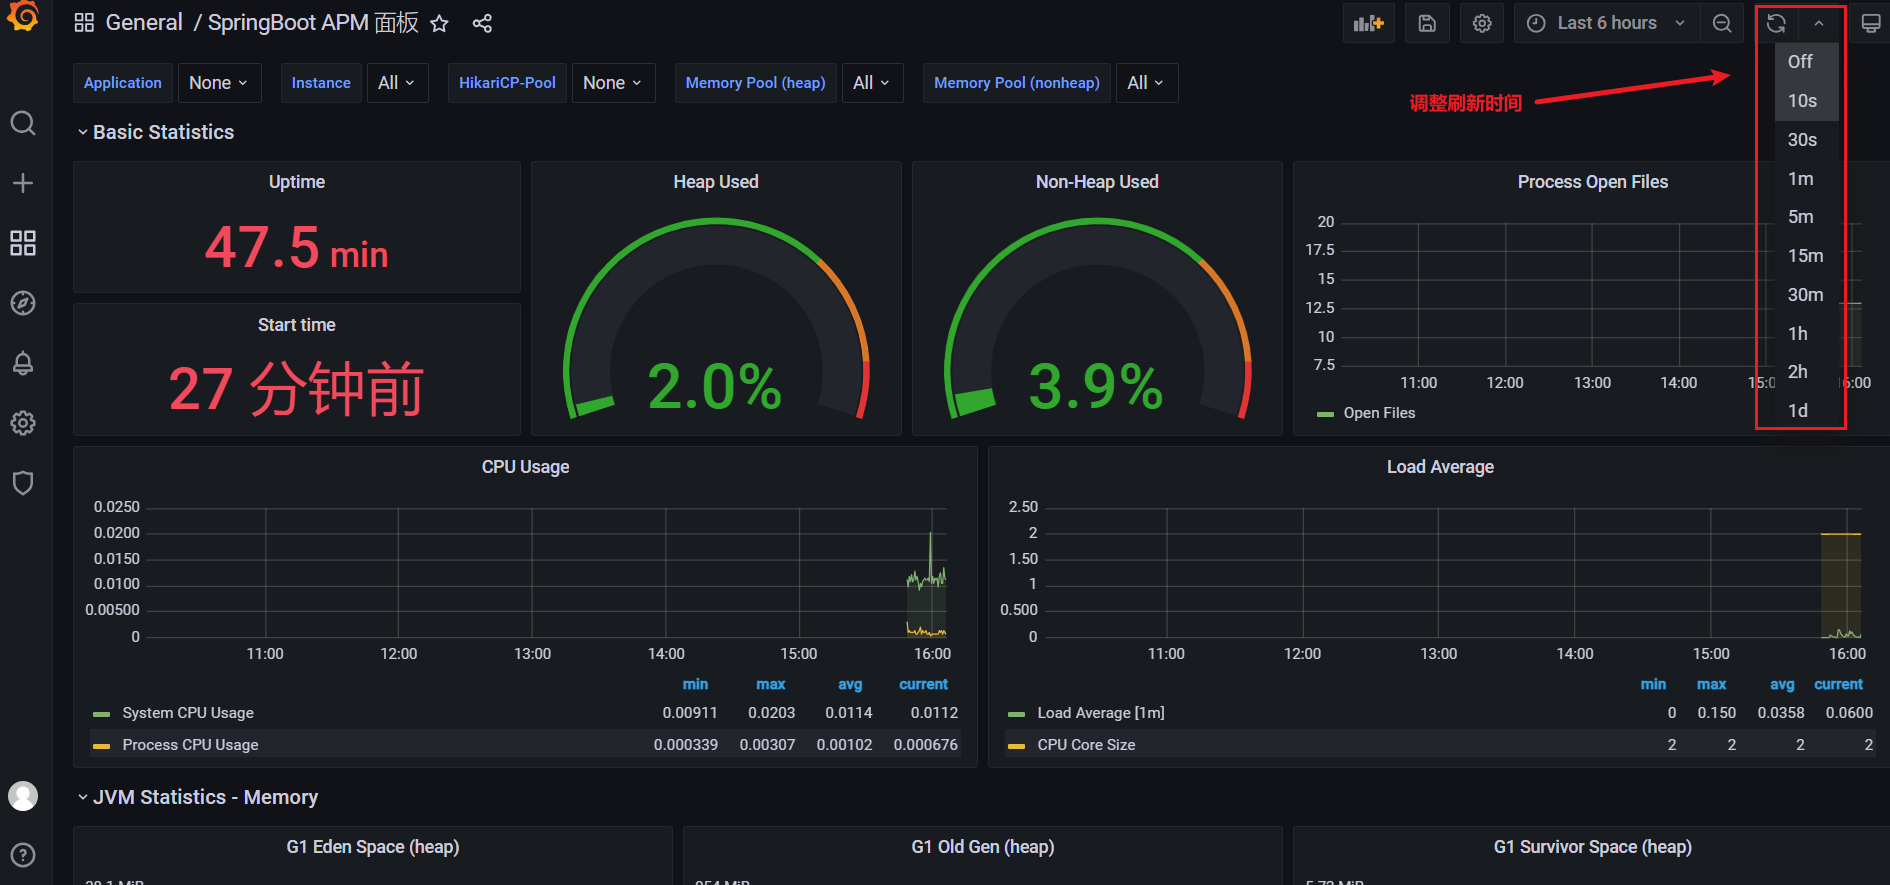 General / SpringBoot APM 面板
Last 6 hours
Application None Instance All HikariCP-Pool None Memory Pool (heap) All Memory Pool (nonheap) All
调整刷新时间
Off
10s
30s
1m
5m
15m
30m
1h
2h
1d
Basic Statistics
Uptime
47.5 min
Start time
27 分钟前
Heap Used
2.0%
Non-Heap Used
3.9%
Process Open Files
20
17.5
15
12.5
10
7.5
11:00 12:00 13:00 14:00
Open Files
CPU Usage
0.0250
0.0200
0.0150
0.0100
0.00500
0
11:00 12:00 13:00 14:00 15:00 16:00
min max avg current
System CPU Usage 0.00911 0.0203 0.0114 0.0112
Process CPU Usage 0.000339 0.00307 0.00102 0.000676
Load Average
2.50
2
1.50
1
0.500
0
11:00 12:00 13:00 14:00 15:00 16:00
min max avg current
Load Average [1m] 0 0.150 0.0358 0.0600
CPU Core Size 2 2 2 2
JVM Statistics - Memory
G1 Eden Space (heap)
G1 Old Gen (heap)
G1 Survivor Space (heap)